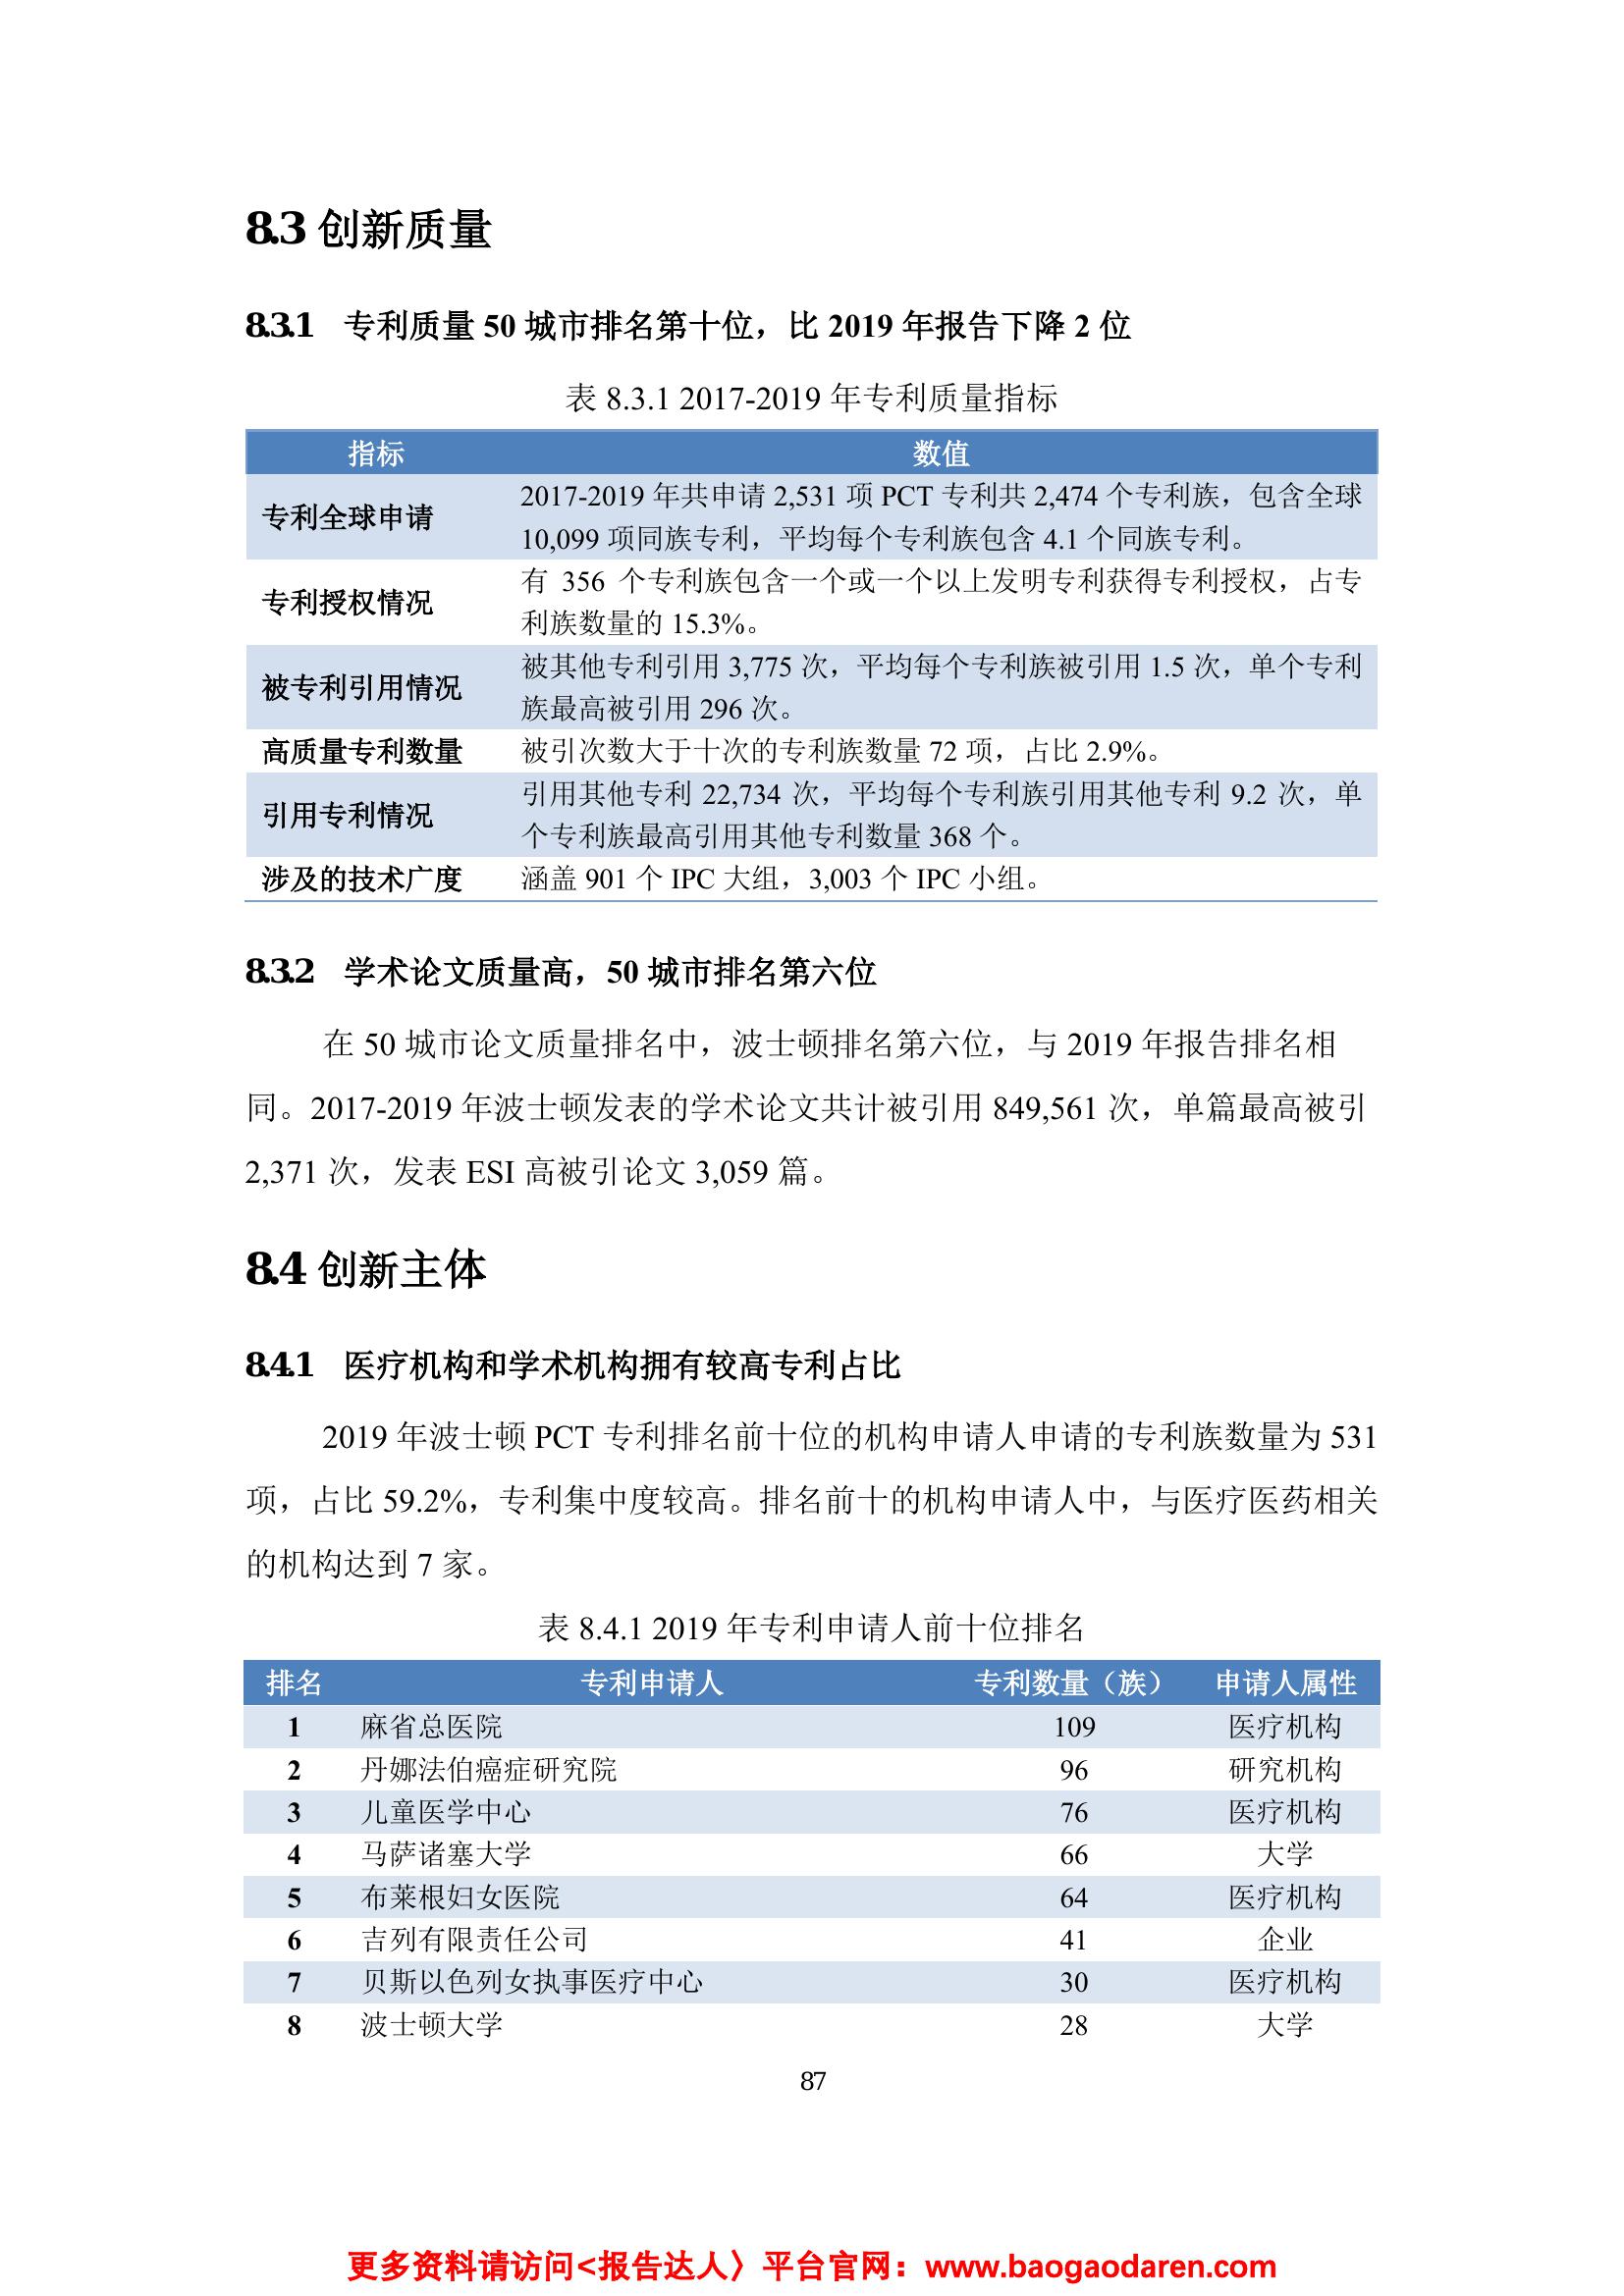 8.3 创新质量
8.3.1 专利质量 50 城市排名第十位，比 2019 年报告下降 2 位
表 8.3.1 2017-2019 年专利质量指标
指标 数值
专利全球申请 2017-2019 年共申请 2,531 项 PCT 专利共 2,474 个专利族，包含全球
10,099 项同族专利，平均每个专利族包含 4.1 个同族专利。
专利授权情况 有 356 个专利族包含一个或一个以上发明专利获得专利授权，占专
利族数量的 15.3%。
被专利引用情况 被其他专利引用 3,775 次，平均每个专利族被引用 1.5 次，单个专利
族最高被引用 296 次。
高质量专利数量 被引次数大于十次的专利族数量 72 项，占比 2.9%。
引用专利情况 引用其他专利 22,734 次，平均每个专利族引用其他专利 9.2 次，单
个专利族最高引用其他专利数量 368 个。
涉及的技术广度 涵盖 901 个 IPC 大组，3,003 个 IPC 小组。
8.3.2 学术论文质量高，50 城市排名第六位
在 50 城市论文质量排名中，波士顿排名第六位，与 2019 年报告排名相
同。2017-2019 年波士顿发表的学术论文共计被引用 849,561 次，单篇最高被引
2,371 次，发表 ESI 高被引论文 3,059 篇。
8.4 创新主体
8.4.1 医疗机构和学术机构拥有较高专利占比
2019 年波士顿 PCT 专利排名前十位的机构申请人申请的专利族数量为 531
项，占比 59.2%，专利集中度较高。排名前十的机构申请人中，与医疗医药相关
的机构达到 7 家。
表 8.4.1 2019 年专利申请人前十位排名
排名 专利申请人 专利数量（族） 申请人属性
1 麻省总医院 109 医疗机构
2 丹娜法伯癌症研究院 96 研究机构
3 儿童医学中心 76 医疗机构
4 马萨诸塞大学 66 大学
5 布莱根妇女医院 64 医疗机构
6 吉列有限责任公司 41 企业
7 贝斯以色列女执事医疗中心 30 医疗机构
8 波士顿大学 28 大学
87
更多资料请访问<报告达人〉平台官网：www.baogaodaren.com